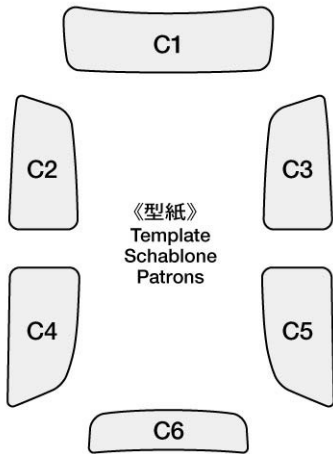 C1
C2
C3
《型紙》
Template
Schablone
Patrons
C4
C5
C6